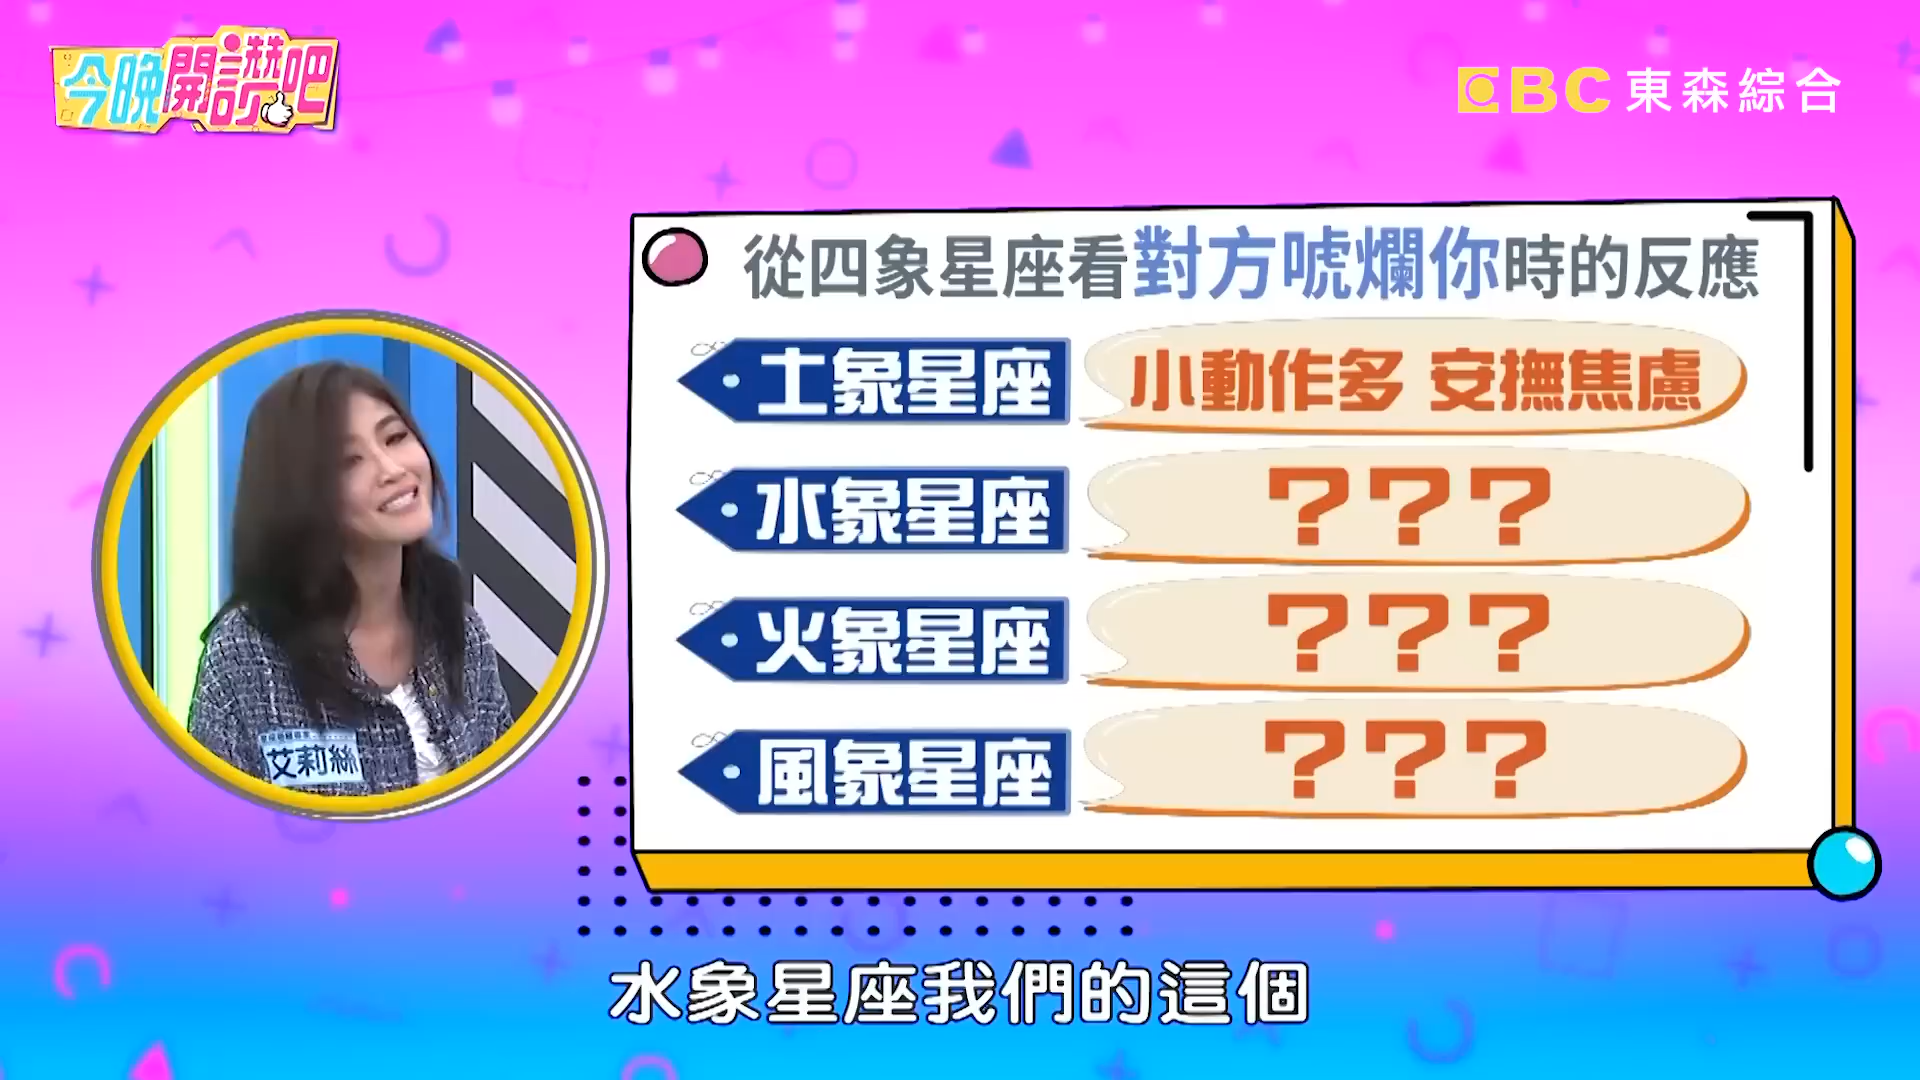 今晚開讚吧
EBC 東森綜合
從四象星座看對方唬爛你時的反應
土象星座 小動作多 安撫焦慮
水象星座 ???
火象星座 ???
風象星座 ???
艾莉絲
水象星座我們的這個